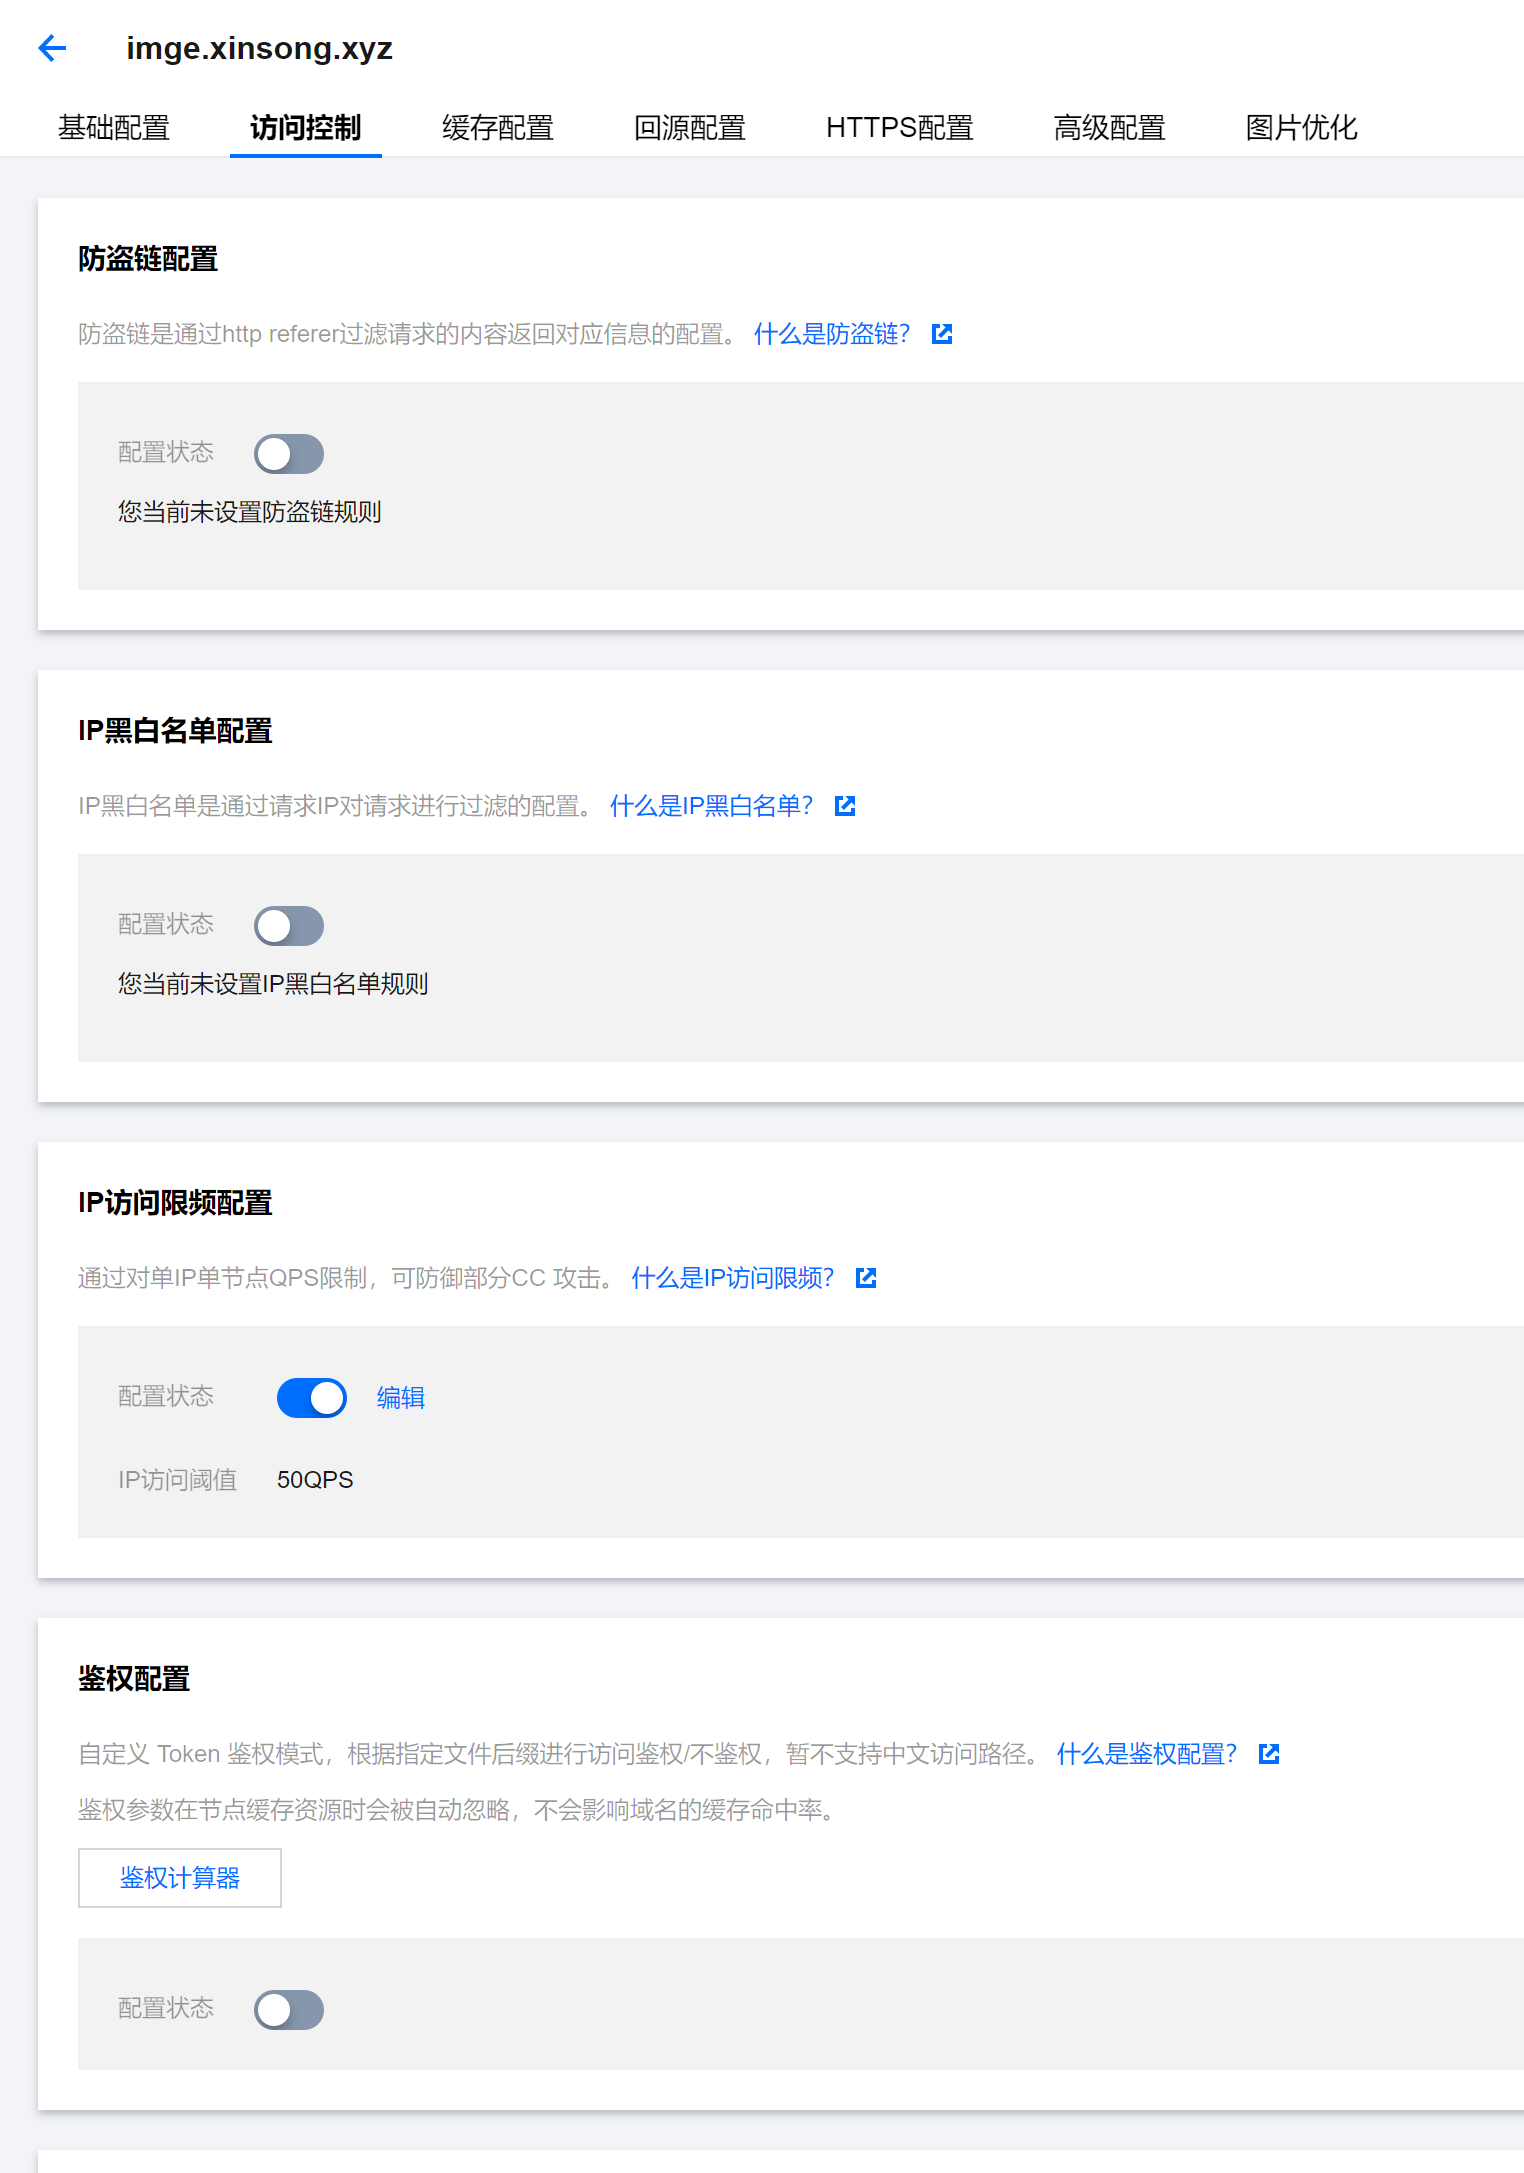 imge.xinsong.xyz
基础配置 访问控制 缓存配置 回源配置 HTTPS配置 高级配置 图片优化
防盗链配置
防盗链是通过http referer过滤请求的内容返回对应信息的配置。 什么是防盗链？
配置状态
您当前未设置防盗链规则
IP黑白名单配置
IP黑白名单是通过请求IP对请求进行过滤的配置。 什么是IP黑白名单？
配置状态
您当前未设置IP黑白名单规则
IP访问限频配置
通过对单IP单节点QPS限制，可防御部分CC 攻击。 什么是IP访问限频？
配置状态 编辑
IP访问阈值 50QPS
鉴权配置
自定义 Token 鉴权模式，根据指定文件后缀进行访问鉴权/不鉴权，暂不支持中文访问路径。 什么是鉴权配置？
鉴权参数在节点缓存资源时会被自动忽略，不会影响域名的缓存命中率。
鉴权计算器
配置状态